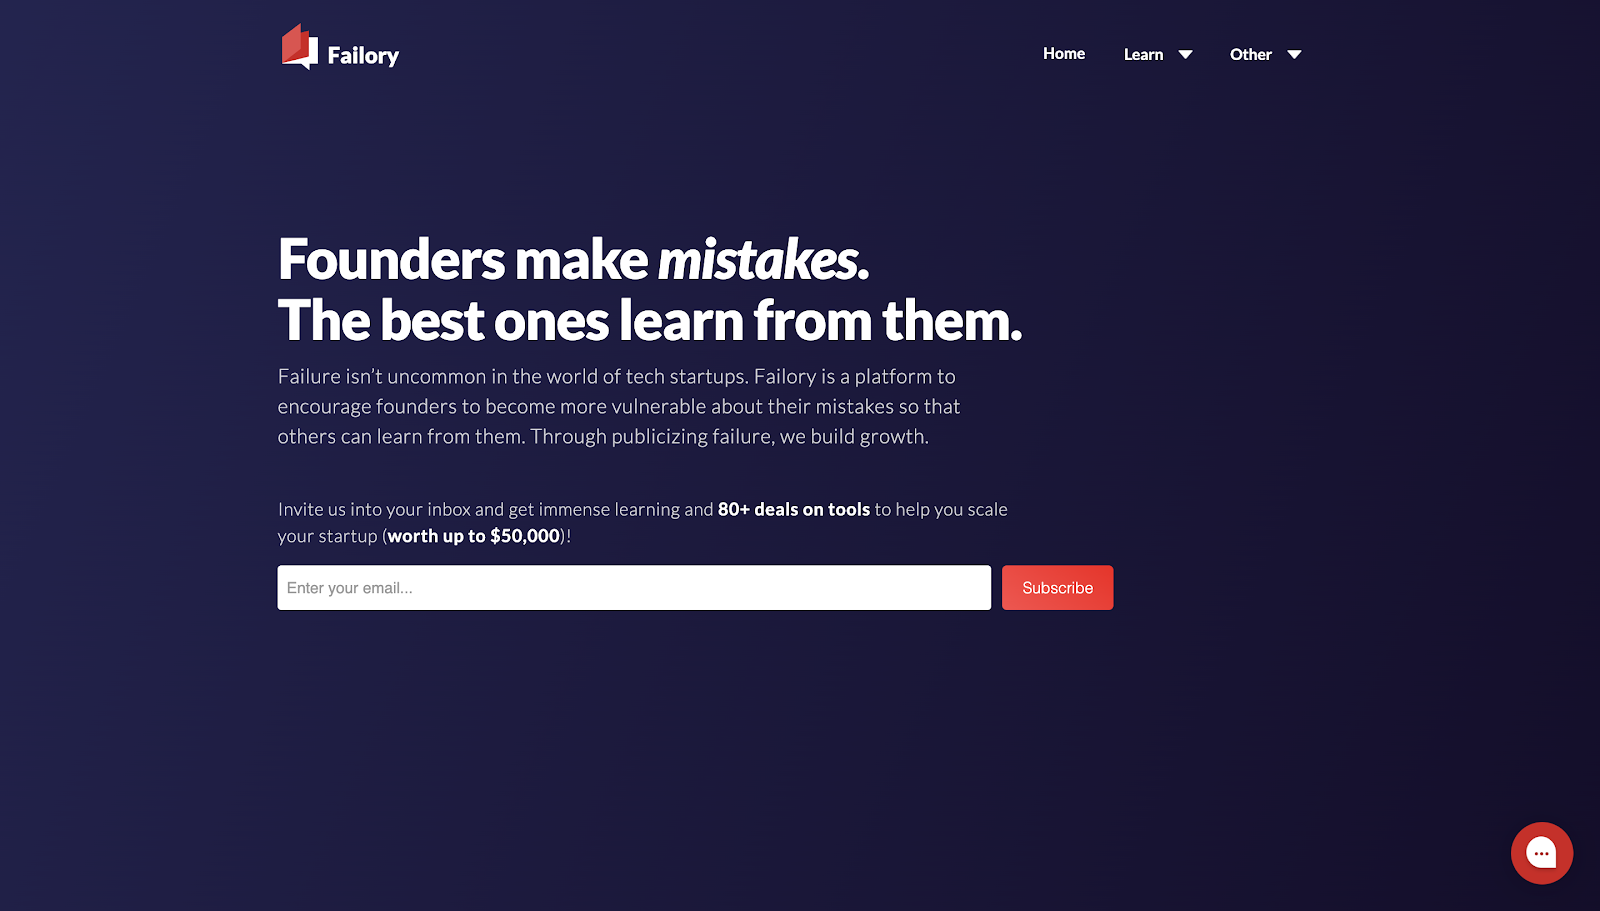 Failory
Home
Learn
Other
Founders make mistakes.
The best ones learn from them.
Failure isn’t uncommon in the world of tech startups. Failory is a platform to
encourage founders to become more vulnerable about their mistakes so that
others can learn from them. Through publicizing failure, we build growth.
Invite us into your inbox and get immense learning and 80+ deals on tools to help you scale
your startup (worth up to $50,000)!
Enter your email...
Subscribe